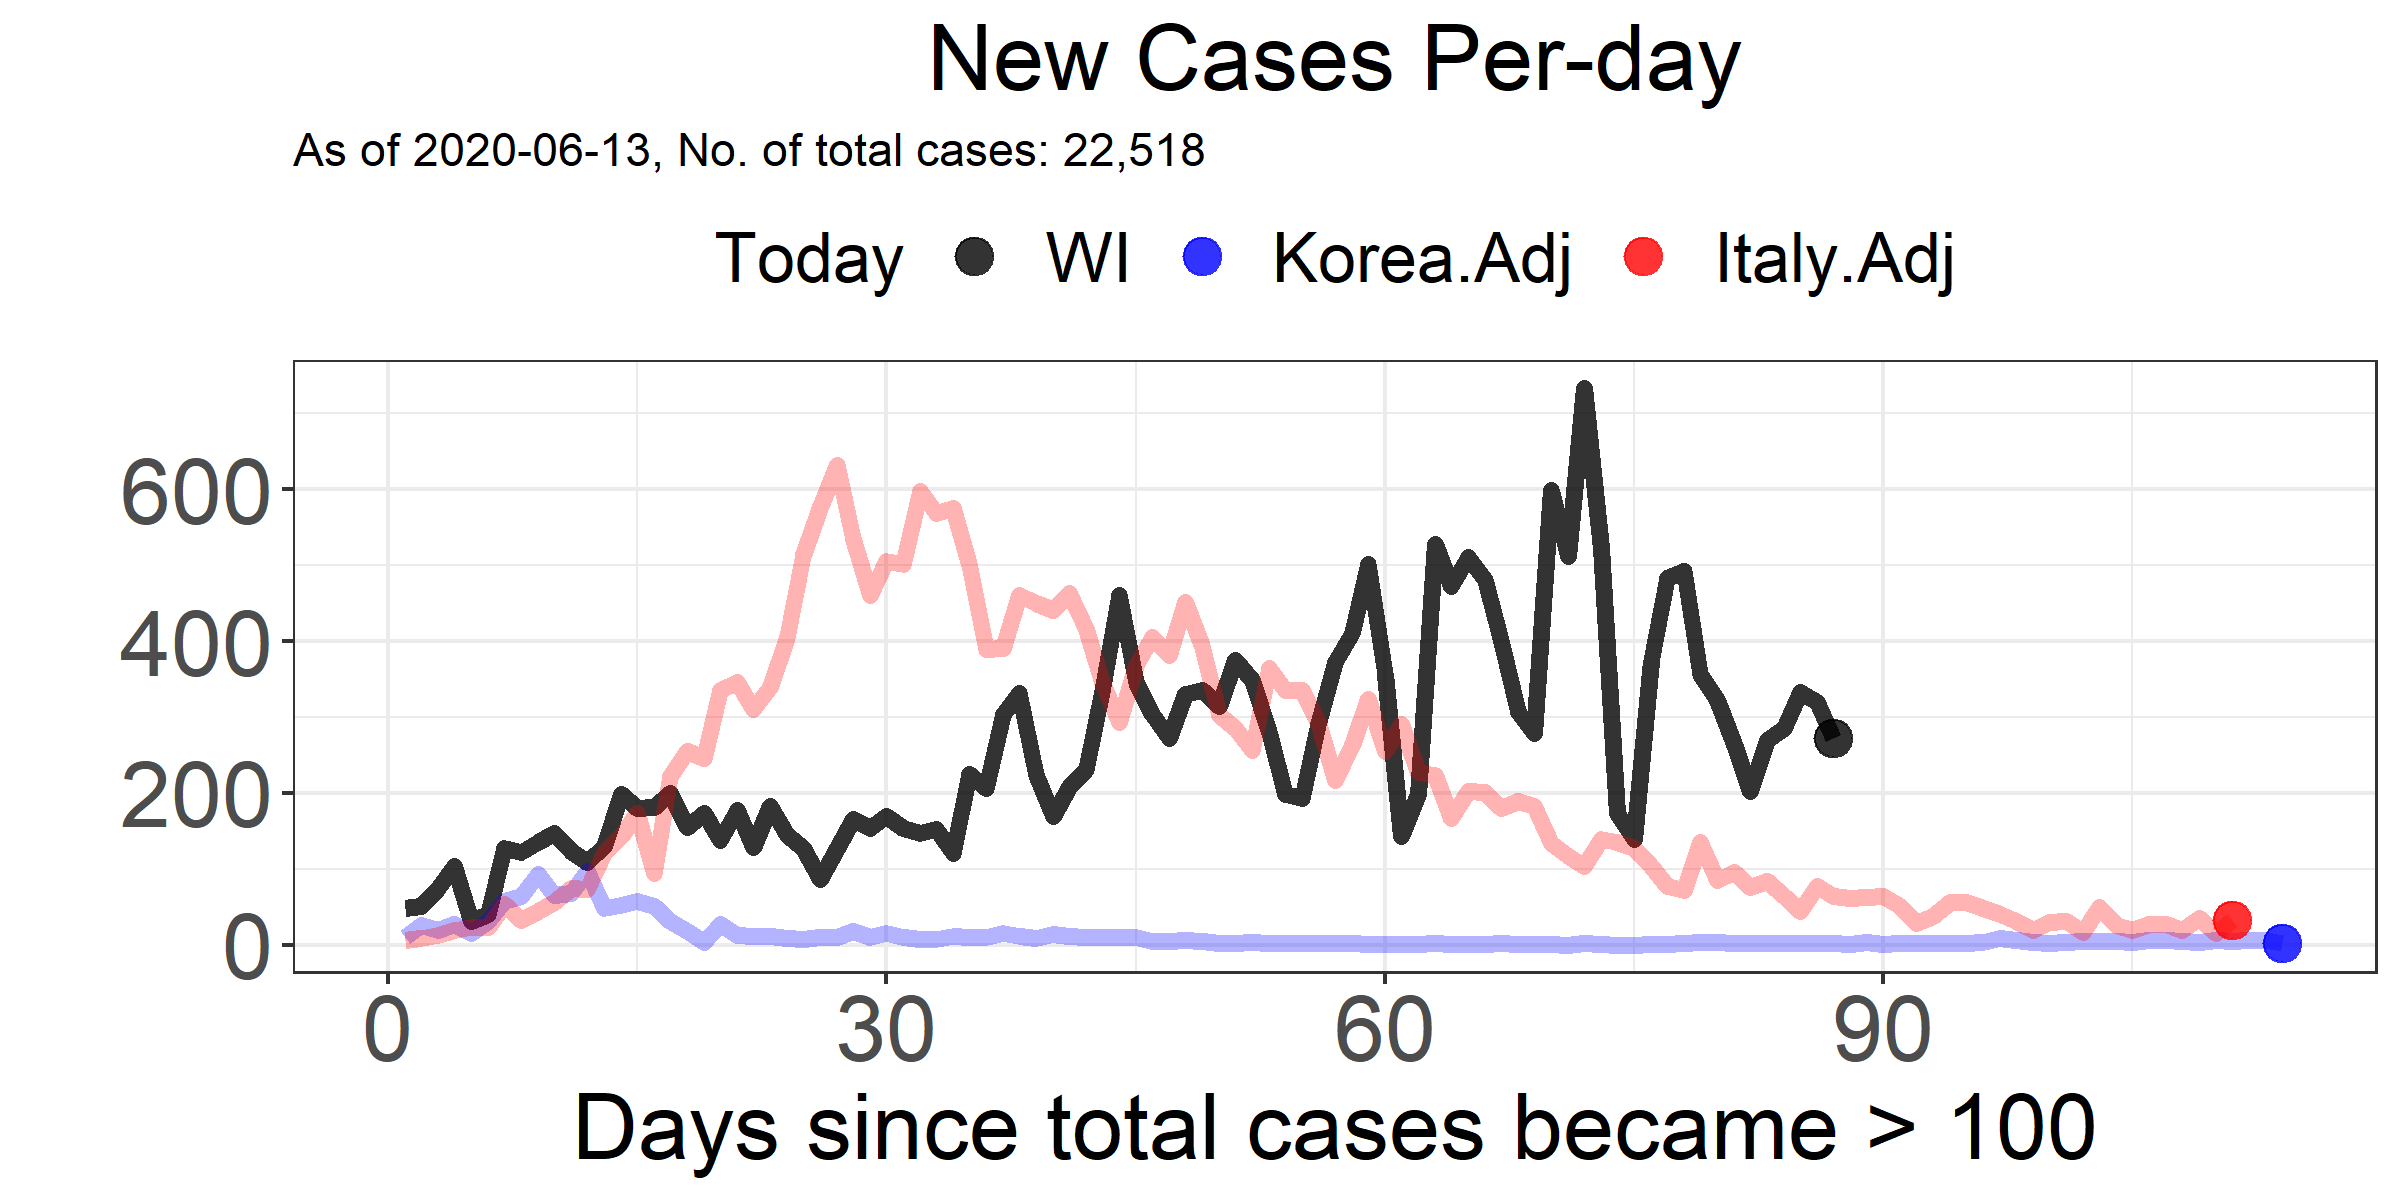 New Cases Per-day
As of 2020-06-13, No. of total cases: 22,518
Today WI Korea.Adj Italy.Adj
600
400
200
0
0 30 60 90
Days since total cases became > 100